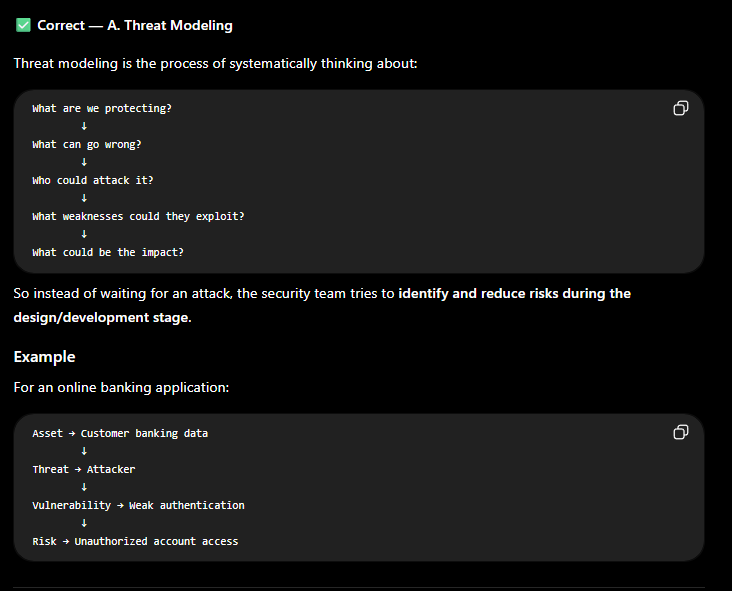 ✅ Correct — A. Threat Modeling
Threat modeling is the process of systematically thinking about:
What are we protecting?
↓
What can go wrong?
↓
Who could attack it?
↓
What weaknesses could they exploit?
↓
What could be the impact?
So instead of waiting for an attack, the security team tries to identify and reduce risks during the
design/development stage.
Example
For an online banking application:
Asset → Customer banking data
↓
Threat → Attacker
↓
Vulnerability → Weak authentication
↓
Risk → Unauthorized account access